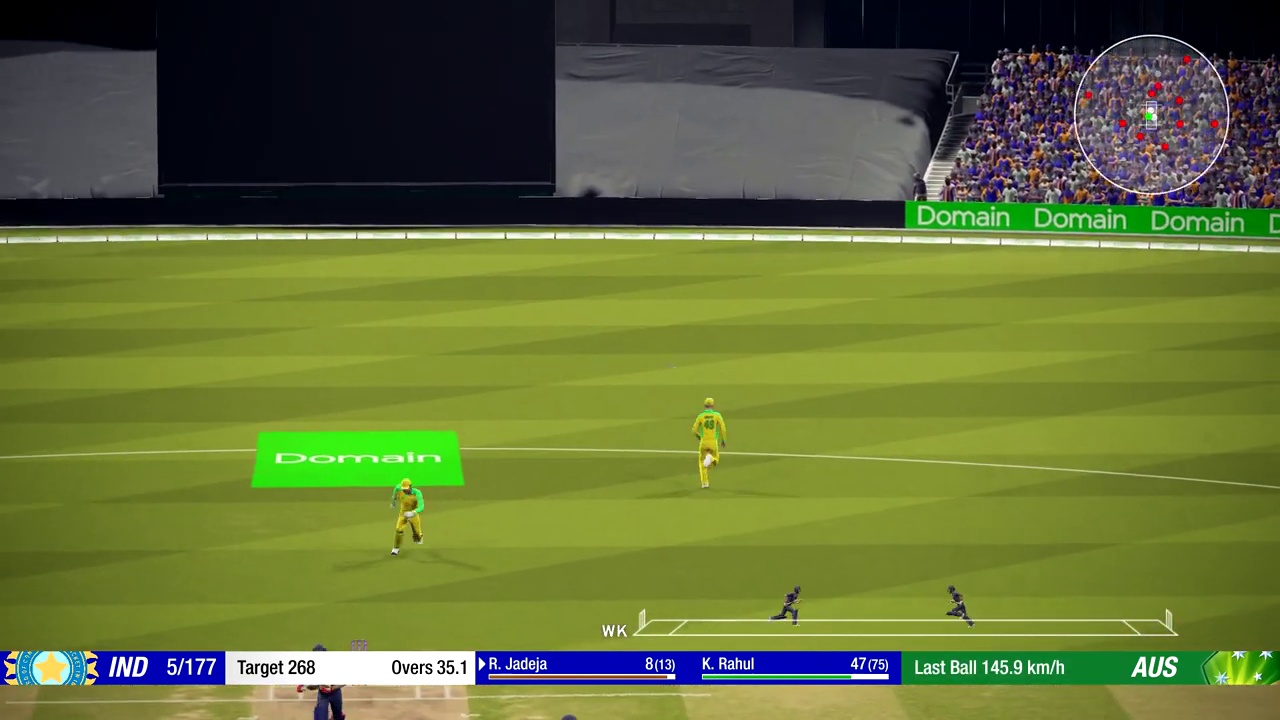 Domain Domain Domain
Domain
49
WK
IND 5/177 Target 268 Overs 35.1 R. Jadeja 8(13) K. Rahul 47(75) Last Ball 145.9 km/h AUS